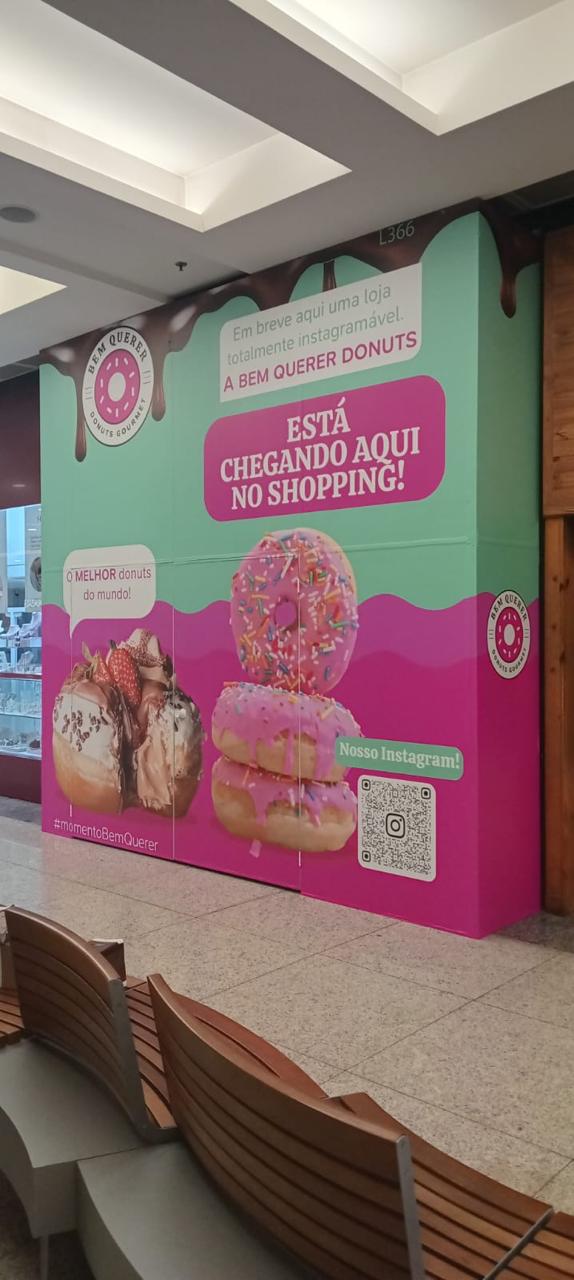 L366
BEM QUERER
DONUTS GOURMET
Em breve aqui uma loja
totalmente instagramável.
A BEM QUERER DONUTS
ESTÁ
CHEGANDO AQUI
NO SHOPPING!
O MELHOR donuts
do mundo!
BEM QUERER
DONUTS GOURMET
Nosso Instagram!
#momentoBemQuerer